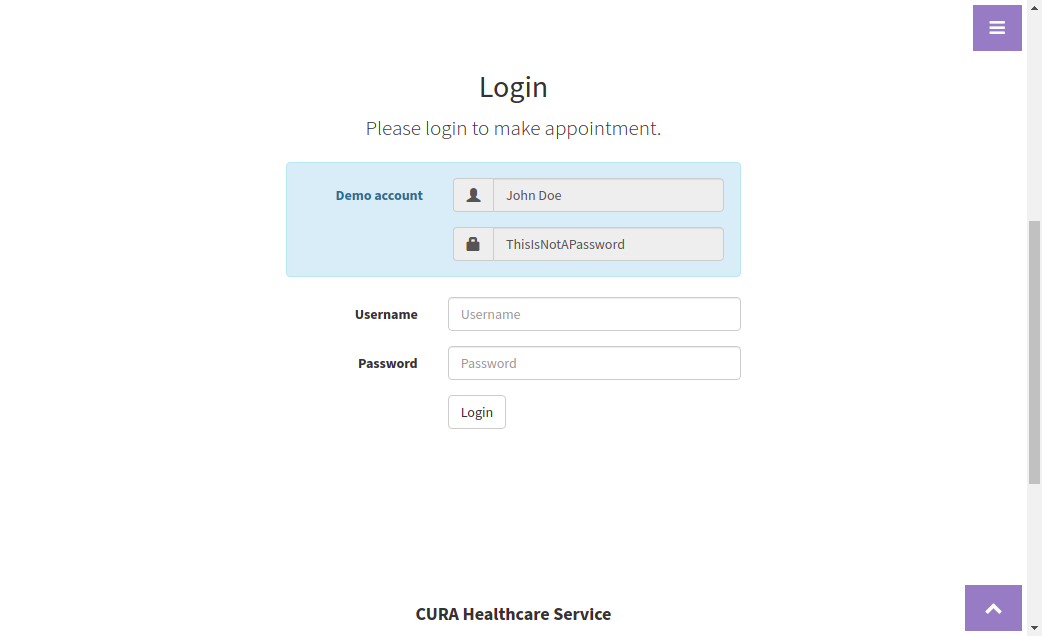 Login
Please login to make appointment.
Demo account
John Doe
ThisIsNotAPassword
Username
Username
Password
Password
Login
CURA Healthcare Service